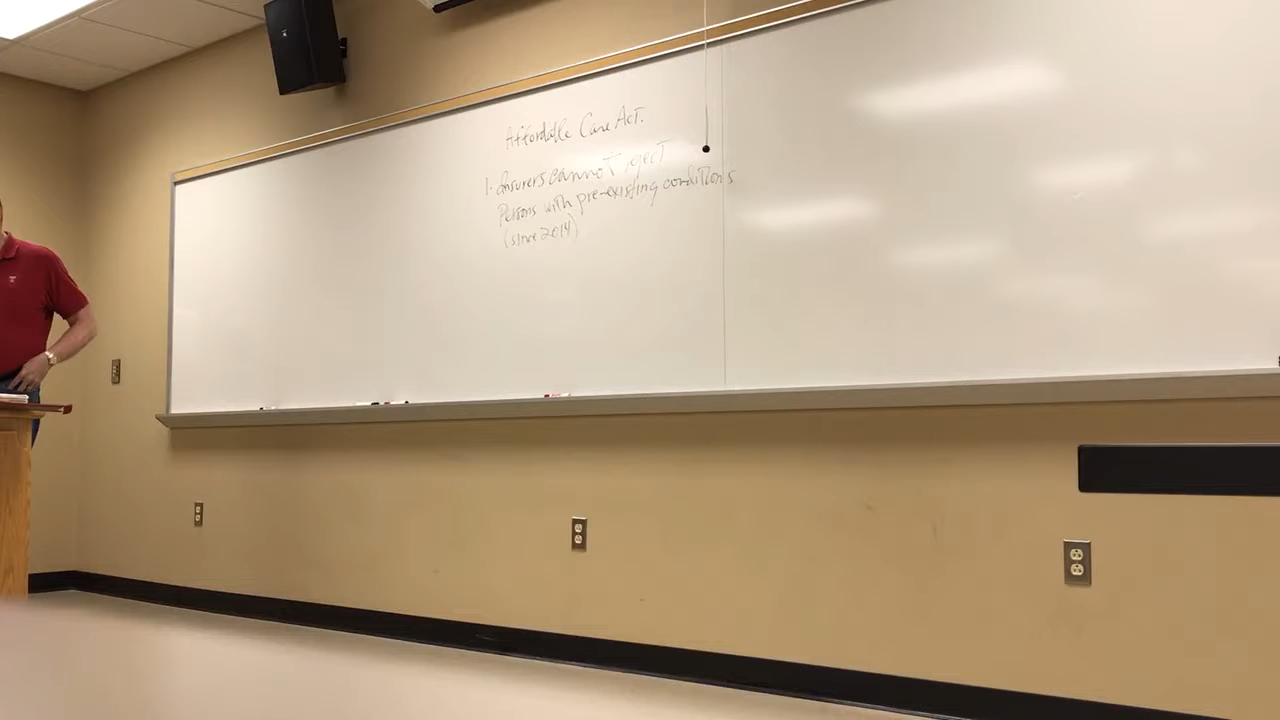 Affordable Care Act.
1. Insurers cannot reject
Persons with pre-existing conditions
(since 2014)